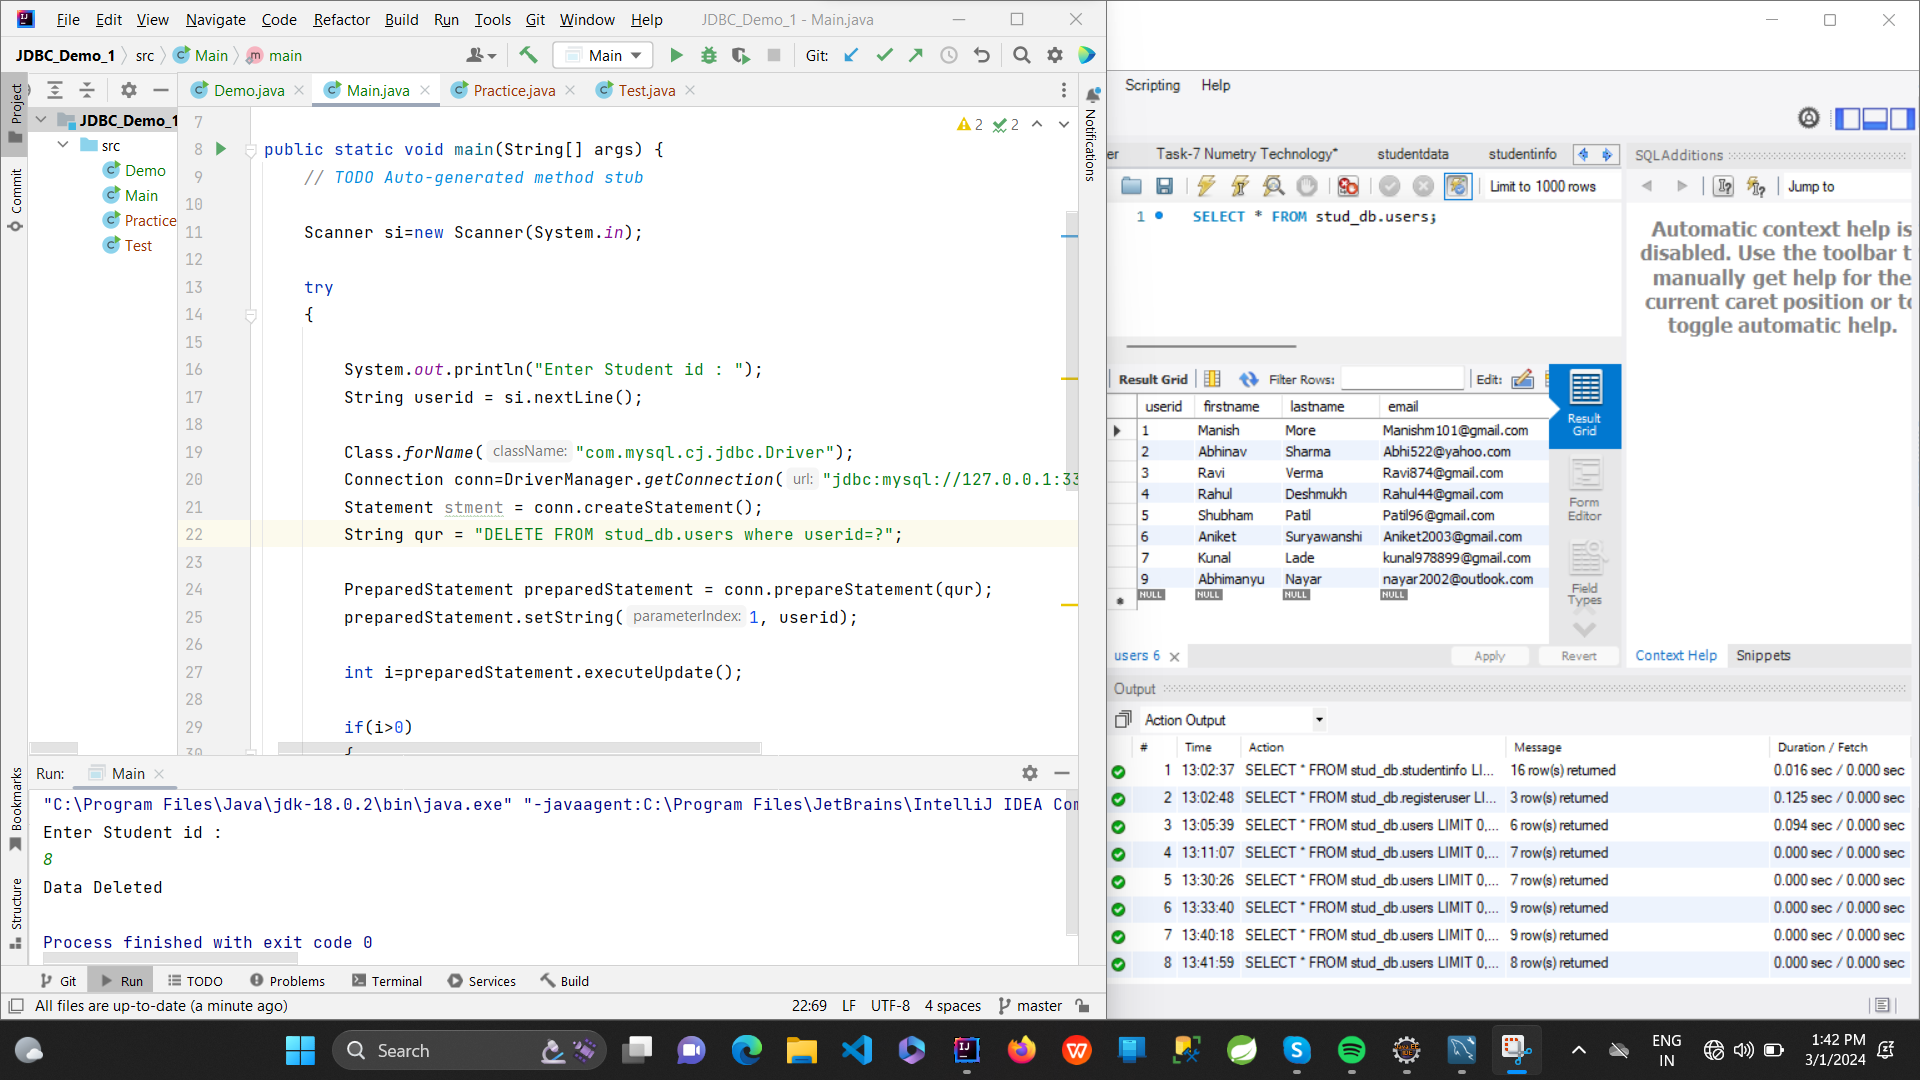 File Edit View Navigate Code Refactor Build Run Tools Git Window Help JDBC_Demo_1 - Main.java
JDBC_Demo_1 src Main main
Main Git:
Demo.java Main.java Practice.java Test.java
Project
Commit
Bookmarks
Structure
Notifications
JDBC_Demo_1
src
Demo
Main
Practice
Test
2 2
7
8 public static void main(String[] args) {
9 // TODO Auto-generated method stub
10
11 Scanner si=new Scanner(System.in);
12
13 try
14 {
15
16 System.out.println("Enter Student id : ");
17 String userid = si.nextLine();
18
19 Class.forName( className: "com.mysql.cj.jdbc.Driver");
20 Connection conn=DriverManager.getConnection( url: "jdbc:mysql://127.0.0.1:33
21 Statement stment = conn.createStatement();
22 String qur = "DELETE FROM stud_db.users where userid=?";
23
24 PreparedStatement preparedStatement = conn.prepareStatement(qur);
25 preparedStatement.setString( parameterIndex: 1, userid);
26
27 int i=preparedStatement.executeUpdate();
28
29 if(i>0)
30 {
Run: Main
"C:\Program Files\Java\jdk-18.0.2\bin\java.exe" "-javaagent:C:\Program Files\JetBrains\IntelliJ IDEA Com
Enter Student id :
8
Data Deleted
Process finished with exit code 0
Git Run TODO Problems Terminal Services Build
All files are up-to-date (a minute ago) 22:69 LF UTF-8 4 spaces master
Scripting Help
er Task-7 Numetry Technology* studentdata studentinfo
Limit to 1000 rows
1 SELECT * FROM stud_db.users;
SQLAdditions
Jump to
Automatic context help is
disabled. Use the toolbar t
manually get help for the
current caret position or to
toggle automatic help.
Result Grid Filter Rows: Edit:
userid firstname lastname email
1 Manish More Manishm101@gmail.com
2 Abhinav Sharma Abhi522@yahoo.com
3 Ravi Verma Ravi874@gmail.com
4 Rahul Deshmukh Rahul44@gmail.com
5 Shubham Patil Patil96@gmail.com
6 Aniket Suryawanshi Aniket2003@gmail.com
7 Kunal Lade kunal978899@gmail.com
9 Abhimanyu Nayar nayar2002@outlook.com
NULL NULL NULL NULL
Result
Grid
Form
Editor
Field
Types
users 6 Apply Revert
Context Help Snippets
Output
Action Output
# Time Action Message Duration / Fetch
1 13:02:37 SELECT * FROM stud_db.studentinfo LI... 16 row(s) returned 0.016 sec / 0.000 sec
2 13:02:48 SELECT * FROM stud_db.registeruser LI... 3 row(s) returned 0.125 sec / 0.000 sec
3 13:05:39 SELECT * FROM stud_db.users LIMIT 0,... 6 row(s) returned 0.094 sec / 0.000 sec
4 13:11:07 SELECT * FROM stud_db.users LIMIT 0,... 7 row(s) returned 0.000 sec / 0.000 sec
5 13:30:26 SELECT * FROM stud_db.users LIMIT 0,... 7 row(s) returned 0.000 sec / 0.000 sec
6 13:33:40 SELECT * FROM stud_db.users LIMIT 0,... 9 row(s) returned 0.000 sec / 0.000 sec
7 13:40:18 SELECT * FROM stud_db.users LIMIT 0,... 9 row(s) returned 0.000 sec / 0.000 sec
8 13:41:59 SELECT * FROM stud_db.users LIMIT 0,... 8 row(s) returned 0.000 sec / 0.000 sec
Search
ENG
IN
1:42 PM
3/1/2024